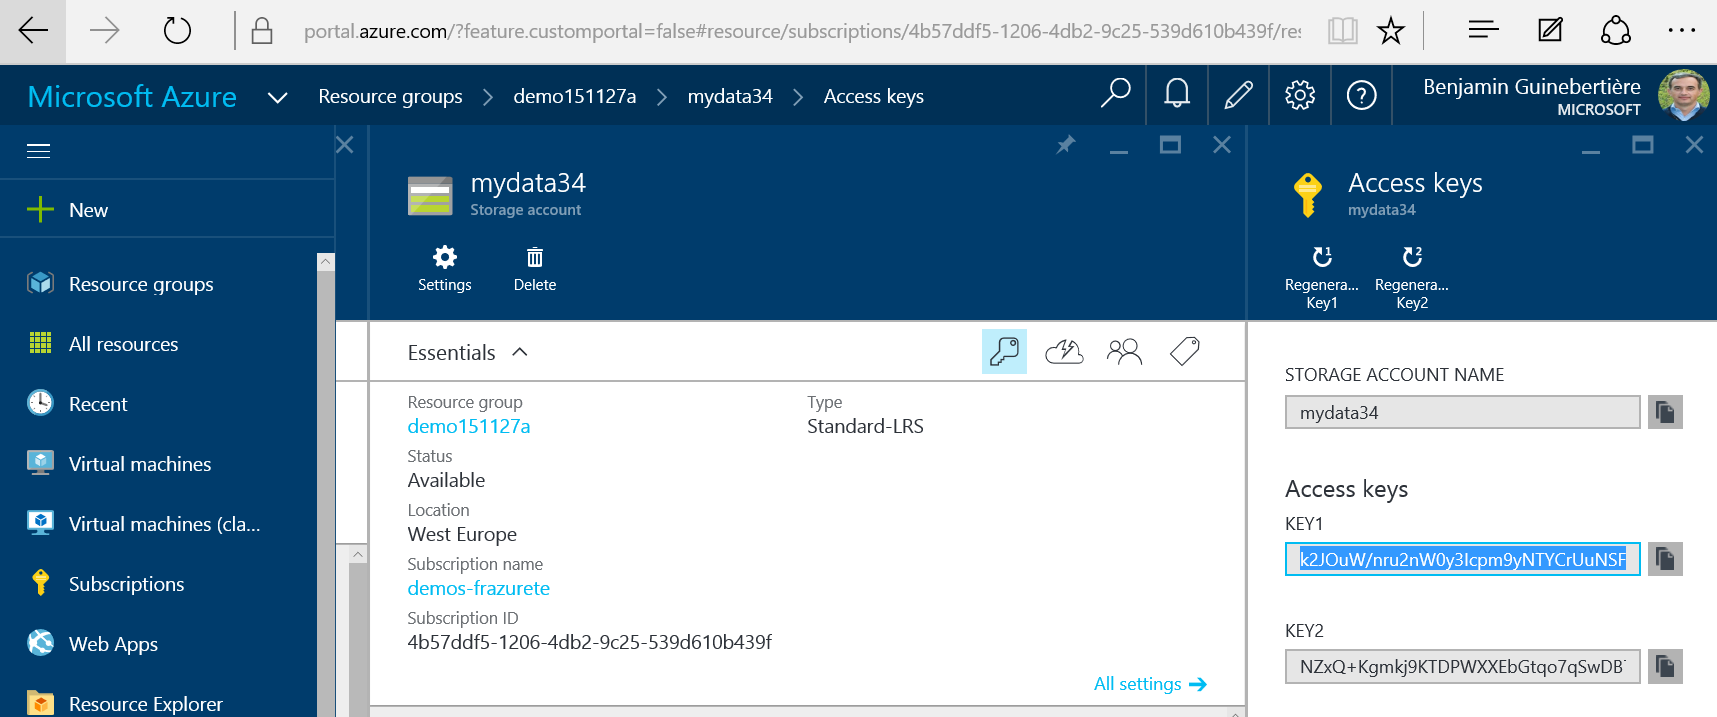 portal.azure.com/?feature.customportal=false#resource/subscriptions/4b57ddf5-1206-4db2-9c25-539d610b439f/res
Microsoft Azure
Resource groups
demo151127a
mydata34
Access keys
Benjamin Guinebertière
MICROSOFT
New
Resource groups
All resources
Recent
Virtual machines
Virtual machines (cla...
Subscriptions
Web Apps
Resource Explorer
mydata34
Storage account
Settings
Delete
Essentials
Resource group
demo151127a
Type
Standard-LRS
Status
Available
Location
West Europe
Subscription name
demos-frazurete
Subscription ID
4b57ddf5-1206-4db2-9c25-539d610b439f
All settings
Access keys
mydata34
1
Regenera...
Key1
2
Regenera...
Key2
STORAGE ACCOUNT NAME
mydata34
Access keys
KEY1
k2JOuW/nru2nW0y3Icpm9yNTYCrUuNSF
KEY2
NZxQ+Kgmkj9KTDPWXXEbGtqo7qSwDB